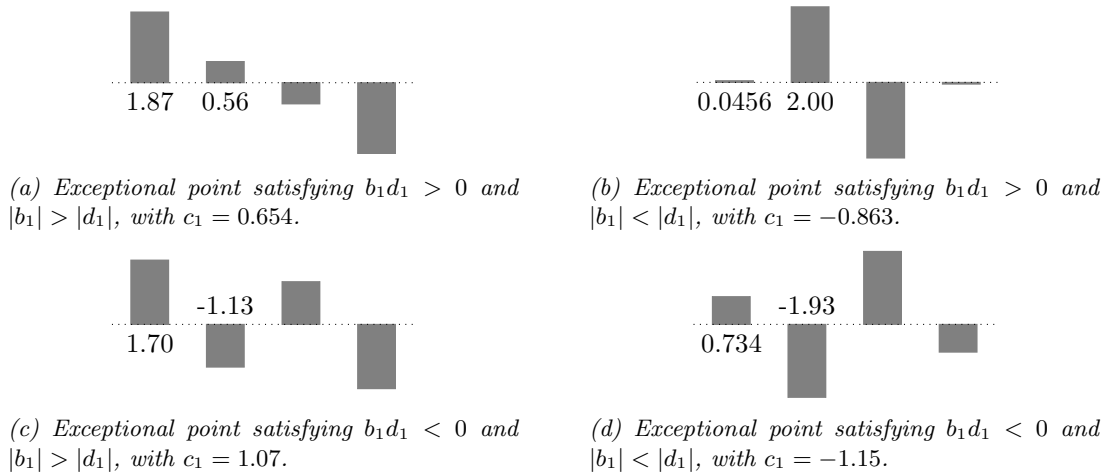 1.87 0.56
0.0456 2.00
(a) Exceptional point satisfying b₁d₁ > 0 and
|b₁| > |d₁|, with c₁ = 0.654.
(b) Exceptional point satisfying b₁d₁ > 0 and
|b₁| < |d₁|, with c₁ = −0.863.
-1.13
1.70
-1.93
0.734
(c) Exceptional point satisfying b₁d₁ < 0 and
|b₁| > |d₁|, with c₁ = 1.07.
(d) Exceptional point satisfying b₁d₁ < 0 and
|b₁| < |d₁|, with c₁ = −1.15.